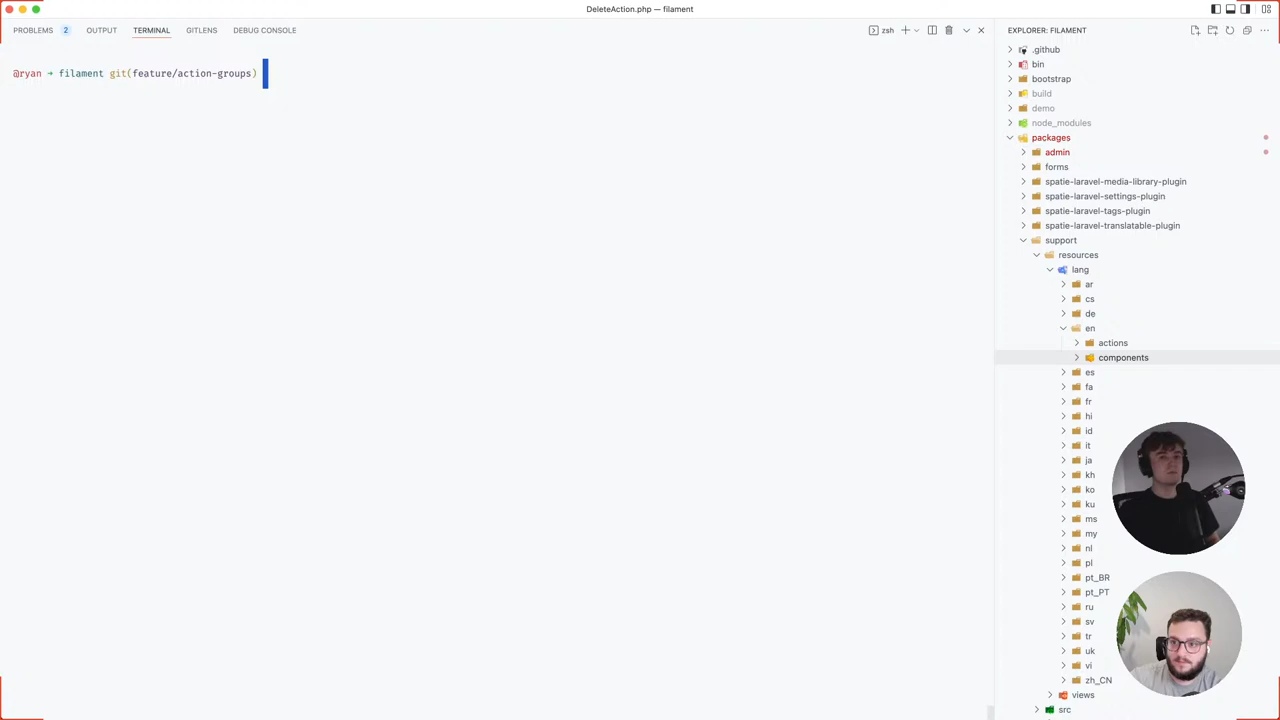 DeleteAction.php — filament
PROBLEMS 2 OUTPUT TERMINAL GITLENS DEBUG CONSOLE
zsh
@ryan → filament git(feature/action-groups)
EXPLORER: FILAMENT
.github
bin
bootstrap
build
demo
node_modules
packages
admin
forms
spatie-laravel-media-library-plugin
spatie-laravel-settings-plugin
spatie-laravel-tags-plugin
spatie-laravel-translatable-plugin
support
resources
lang
ar
cs
de
en
actions
components
es
fa
fr
hi
id
it
ja
kh
ko
ku
ms
my
nl
pl
pt_BR
pt_PT
ru
sv
tr
uk
vi
zh_CN
views
src